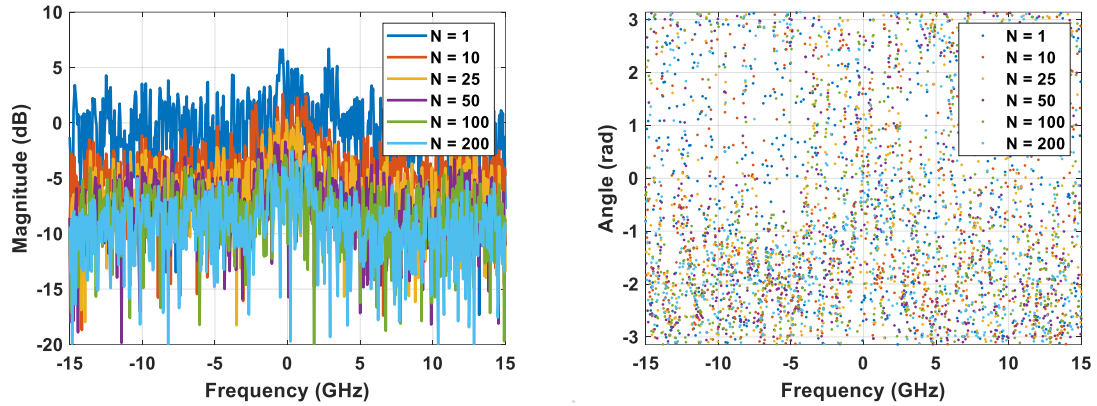 10
5
0
-5
-10
-15
-20
Magnitude (dB)
-15 -10 -5 0 5 10 15
Frequency (GHz)
N = 1
N = 10
N = 25
N = 50
N = 100
N = 200
3
2
1
0
-1
-2
-3
Angle (rad)
-15 -10 -5 0 5 10 15
Frequency (GHz)
N = 1
N = 10
N = 25
N = 50
N = 100
N = 200